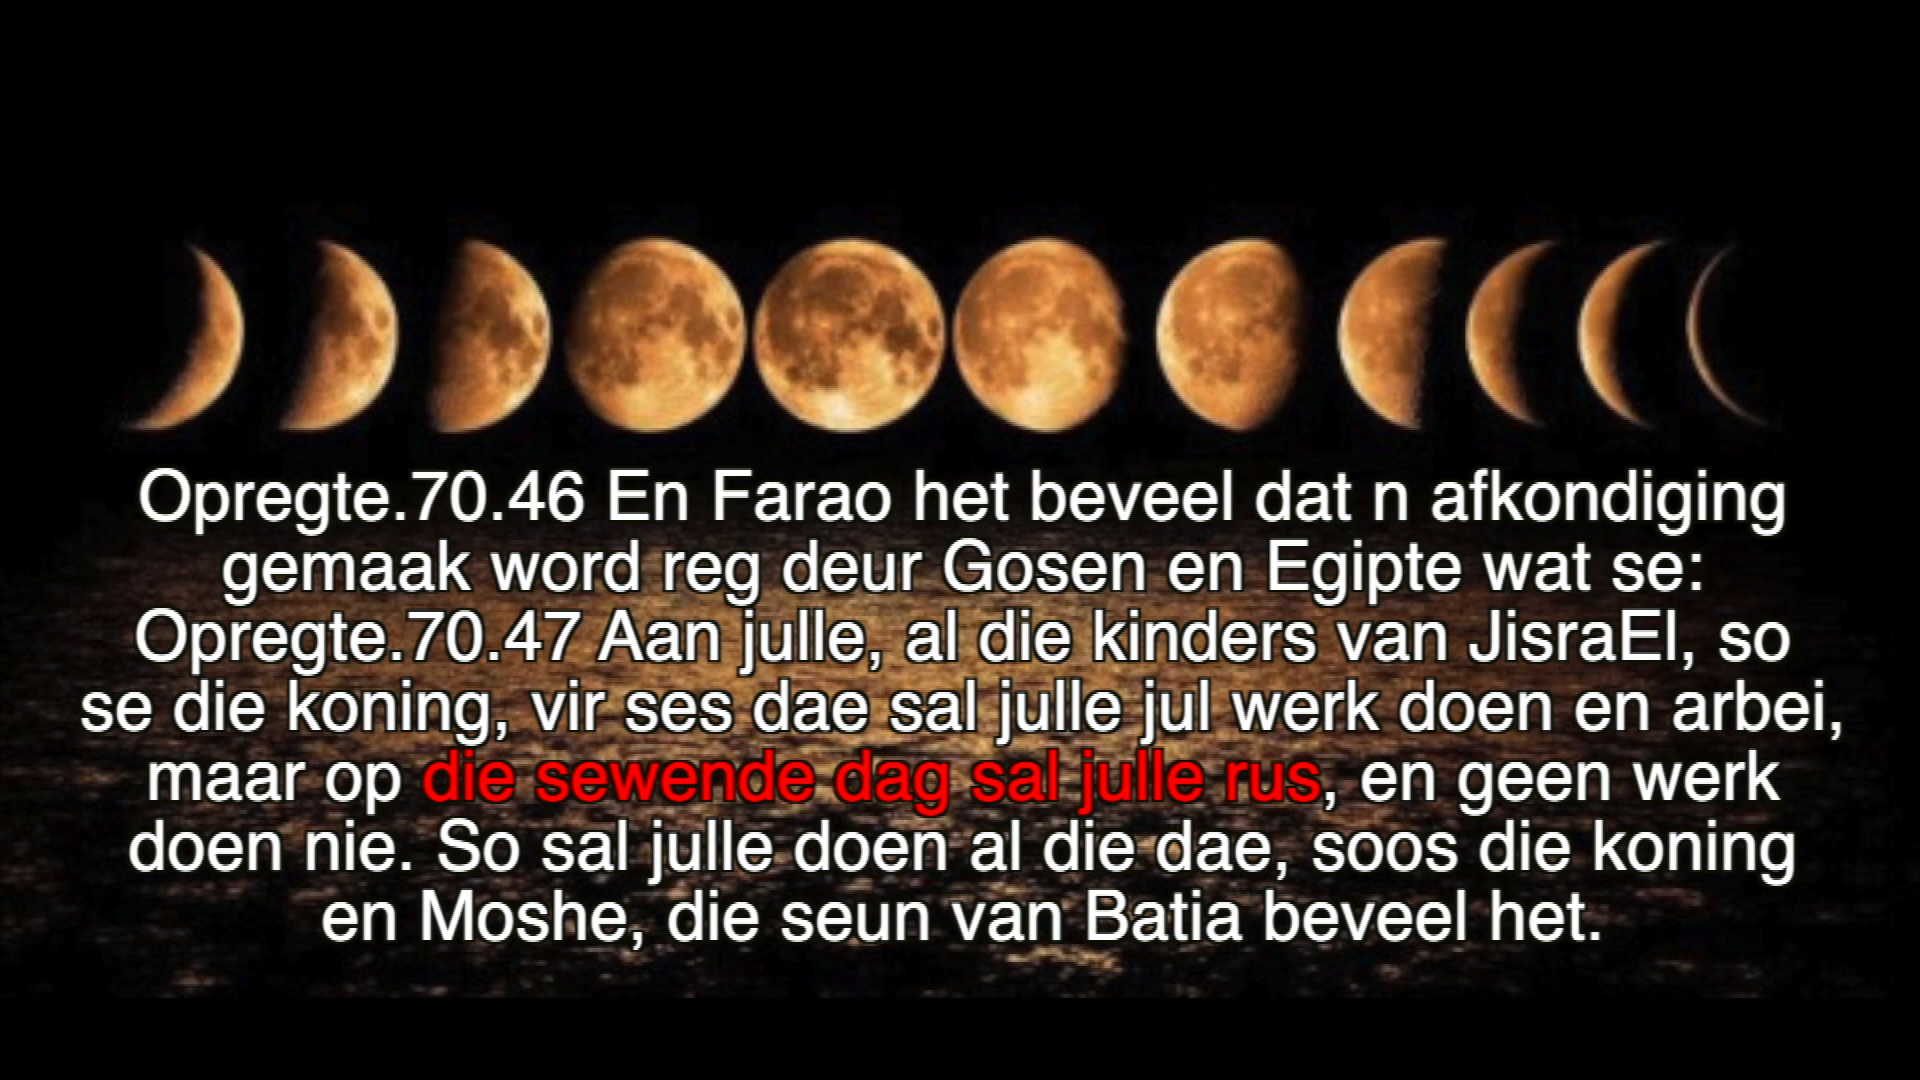 Opregte.70.46 En Farao het beveel dat n afkondiging
gemaak word reg deur Gosen en Egipte wat se:
Opregte.70.47 Aan julle, al die kinders van JisraEl, so
se die koning, vir ses dae sal julle jul werk doen en arbei,
maar op die sewende dag sal julle rus, en geen werk
doen nie. So sal julle doen al die dae, soos die koning
en Moshe, die seun van Batia beveel het.